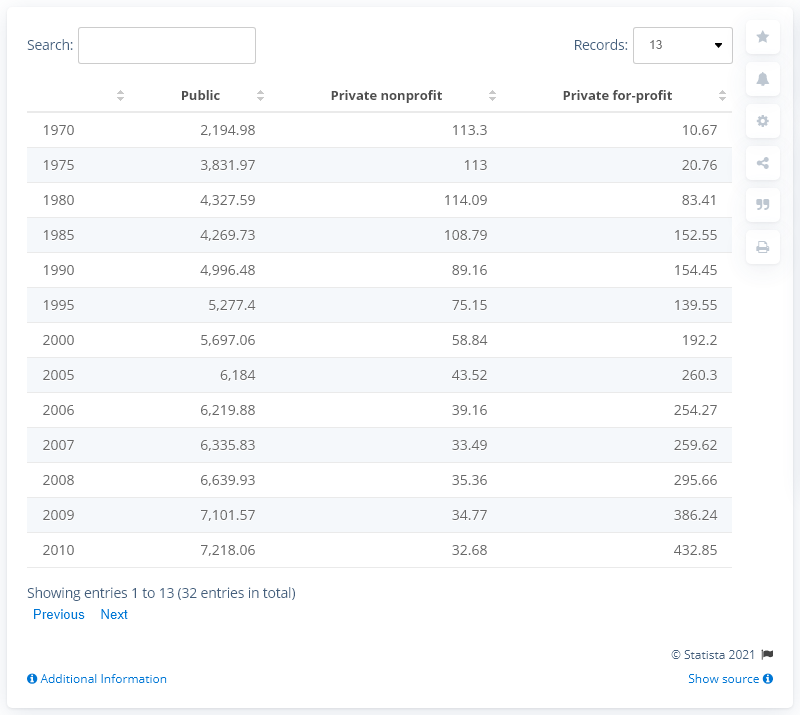 Search: Records: 13
Public Private nonprofit Private for-profit
1970 2,194.98 113.3 10.67
1975 3,831.97 113 20.76
1980 4,327.59 114.09 83.41
1985 4,269.73 108.79 152.55
1990 4,996.48 89.16 154.45
1995 5,277.4 75.15 139.55
2000 5,697.06 58.84 192.2
2005 6,184 43.52 260.3
2006 6,219.88 39.16 254.27
2007 6,335.83 33.49 259.62
2008 6,639.93 35.36 295.66
2009 7,101.57 34.77 386.24
2010 7,218.06 32.68 432.85
Showing entries 1 to 13 (32 entries in total)
Previous Next
© Statista 2021
Additional Information Show source